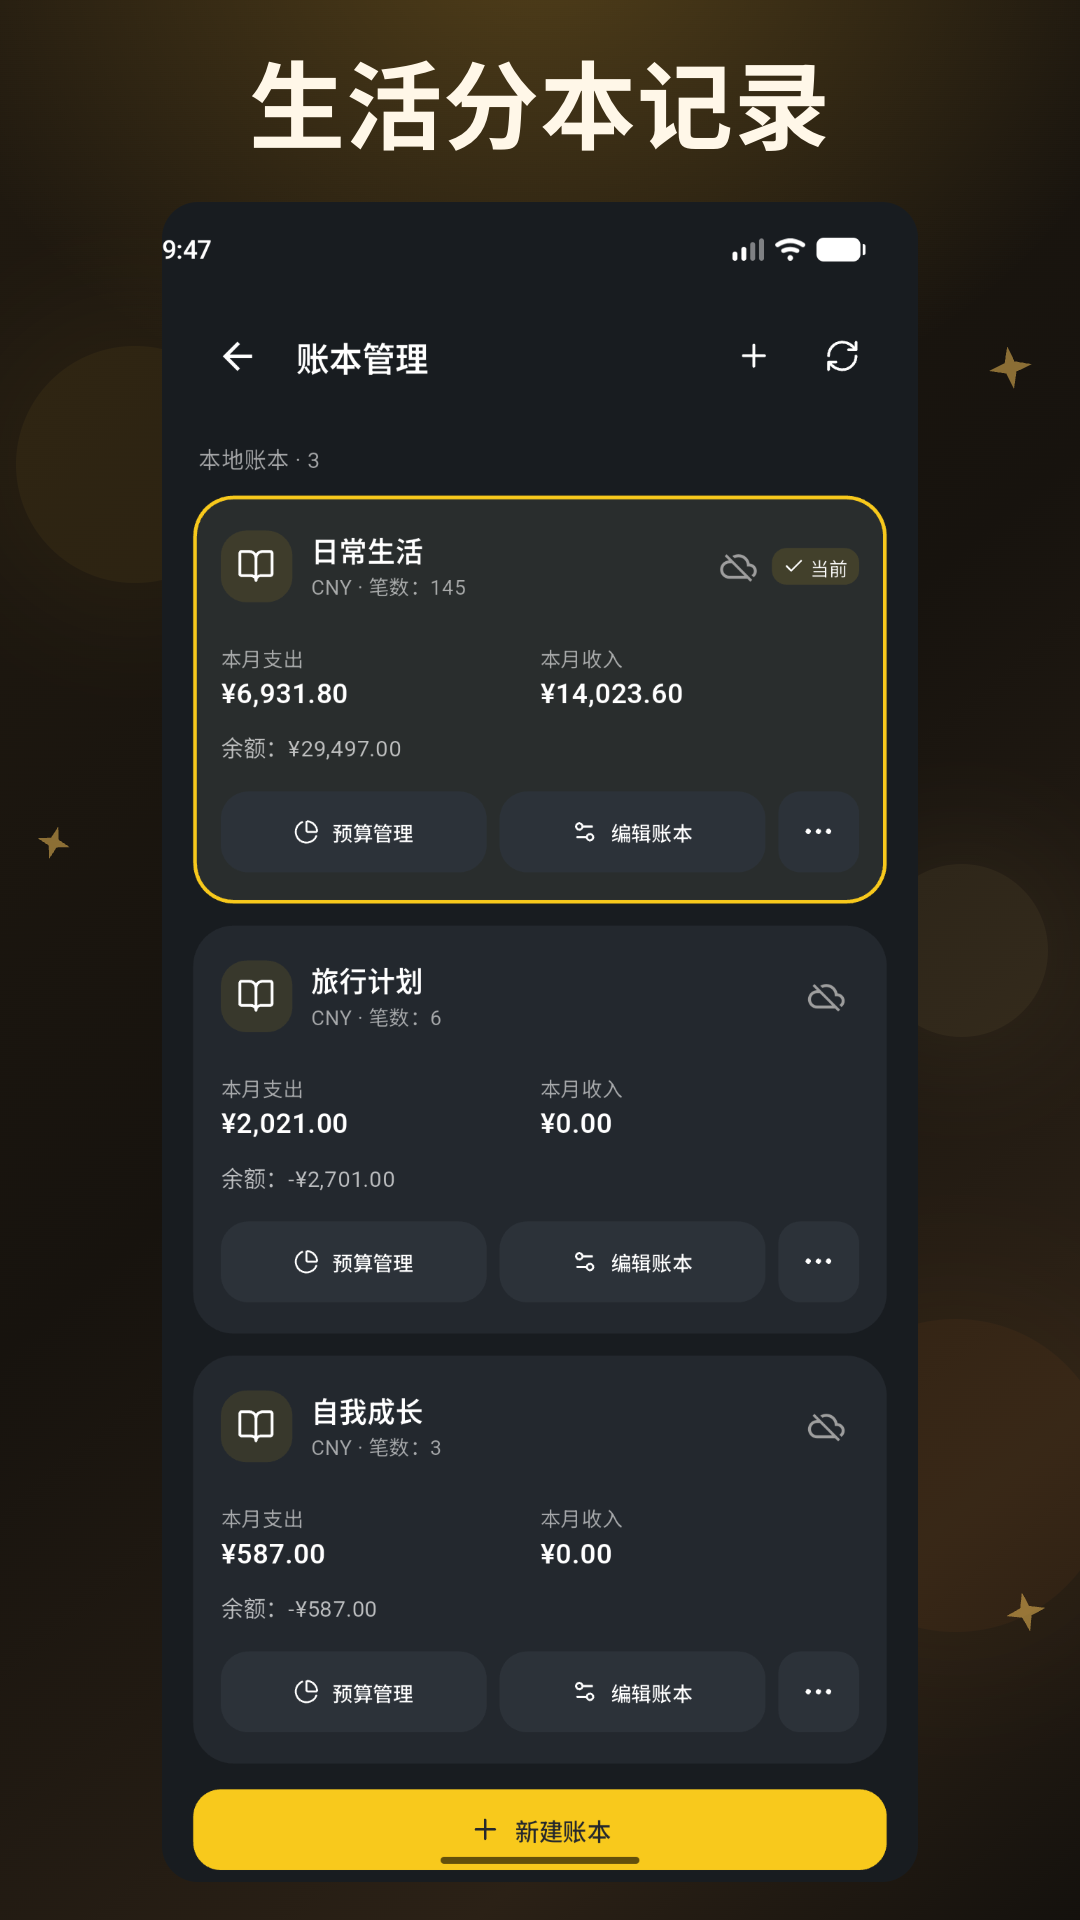 生活分本记录
9:47
账本管理
本地账本 · 3
日常生活
CNY · 笔数：145
当前
本月支出 本月收入
¥6,931.80 ¥14,023.60
余额：¥29,497.00
预算管理 编辑账本
旅行计划
CNY · 笔数：6
本月支出 本月收入
¥2,021.00 ¥0.00
余额：-¥2,701.00
预算管理 编辑账本
自我成长
CNY · 笔数：3
本月支出 本月收入
¥587.00 ¥0.00
余额：-¥587.00
预算管理 编辑账本
新建账本